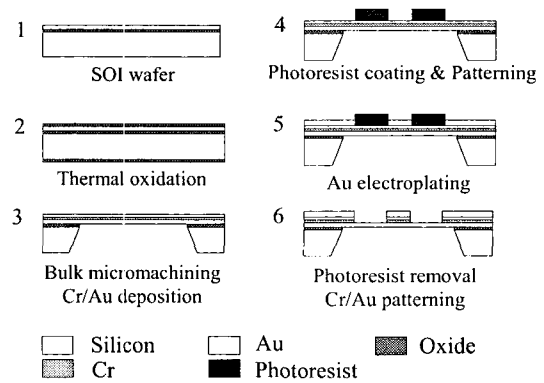 1
SOI wafer
2
Thermal oxidation
3
Bulk micromachining
Cr/Au deposition
4
Photoresist coating & Patterning
5
Au electroplating
6
Photoresist removal
Cr/Au patterning
Silicon
Au
Oxide
Cr
Photoresist